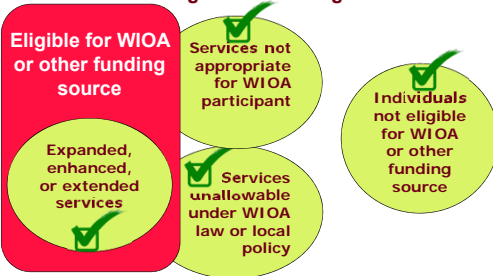 Eligible for WIOA
or other funding
source
Expanded,
enhanced,
or extended
services
Services not
appropriate
for WIOA
participant
Services
unallowable
under WIOA
law or local
policy
Individuals
not eligible
for WIOA
or other
funding
source